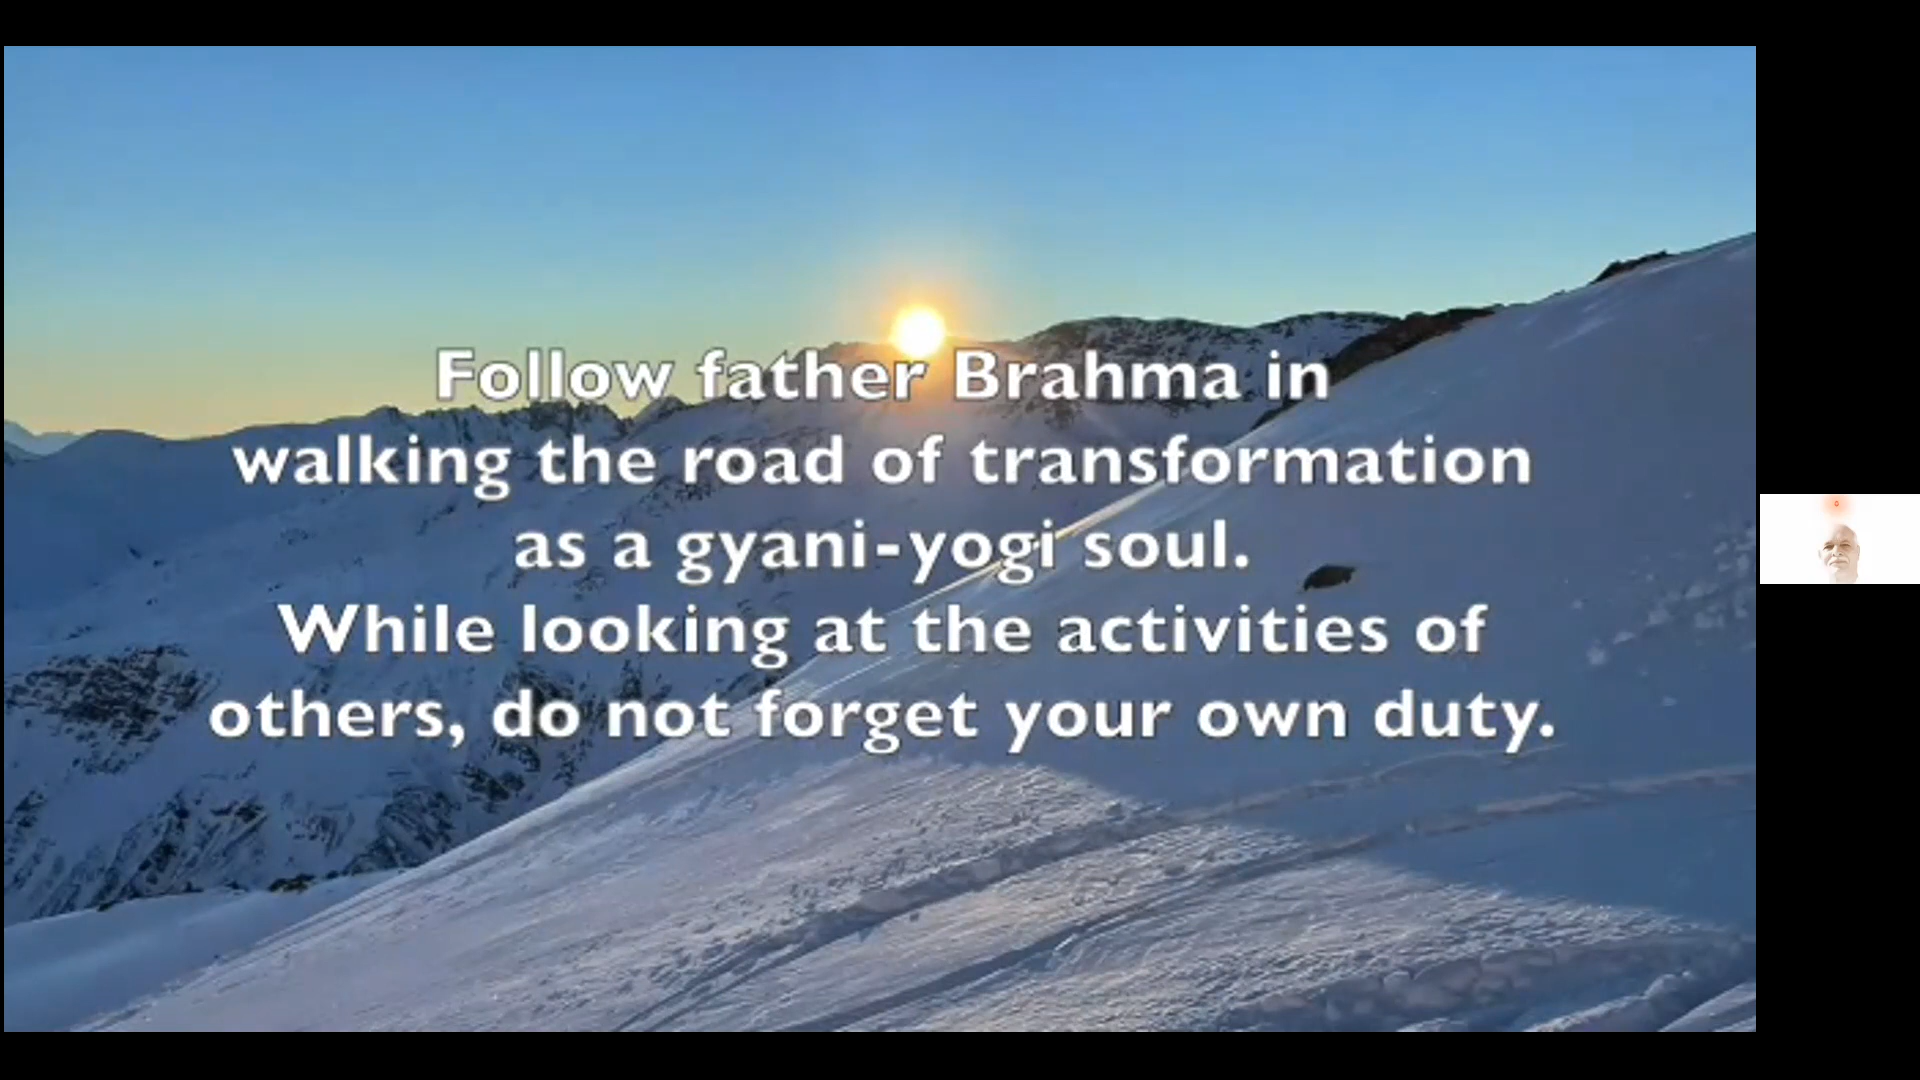 Follow father Brahma in
walking the road of transformation
as a gyani-yogi soul.
While looking at the activities of
others, do not forget your own duty.